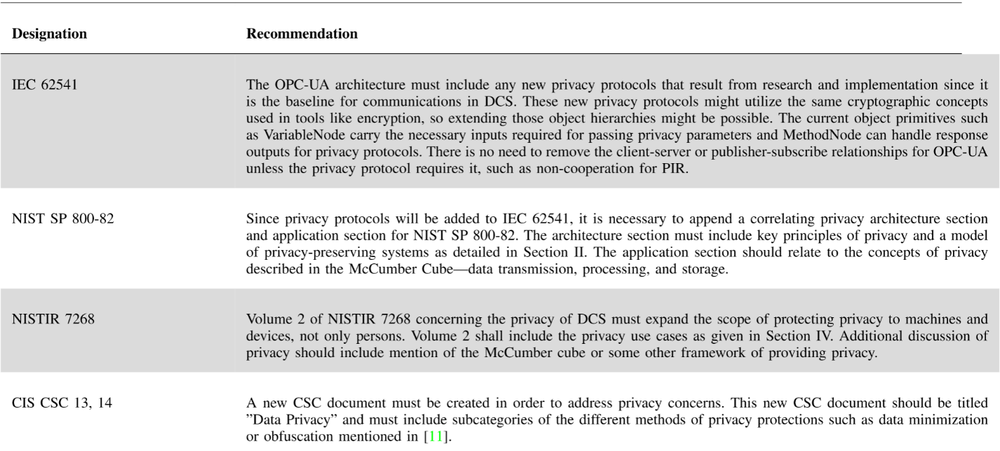 Designation Recommendation
IEC 62541 The OPC-UA architecture must include any new privacy protocols that result from research and implementation since it
is the baseline for communications in DCS. These new privacy protocols might utilize the same cryptographic concepts
used in tools like encryption, so extending those object hierarchies might be possible. The current object primitives such
as VariableNode carry the necessary inputs required for passing privacy parameters and MethodNode can handle response
outputs for privacy protocols. There is no need to remove the client-server or publisher-subscribe relationships for OPC-UA
unless the privacy protocol requires it, such as non-cooperation for PIR.
NIST SP 800-82 Since privacy protocols will be added to IEC 62541, it is necessary to append a correlating privacy architecture section
and application section for NIST SP 800-82. The architecture section must include key principles of privacy and a model
of privacy-preserving systems as detailed in Section II. The application section should relate to the concepts of privacy
described in the McCumber Cube—data transmission, processing, and storage.
NISTIR 7268 Volume 2 of NISTIR 7268 concerning the privacy of DCS must expand the scope of protecting privacy to machines and
devices, not only persons. Volume 2 shall include the privacy use cases as given in Section IV. Additional discussion of
privacy should include mention of the McCumber cube or some other framework of providing privacy.
CIS CSC 13, 14 A new CSC document must be created in order to address privacy concerns. This new CSC document should be titled
”Data Privacy” and must include subcategories of the different methods of privacy protections such as data minimization
or obfuscation mentioned in [11].